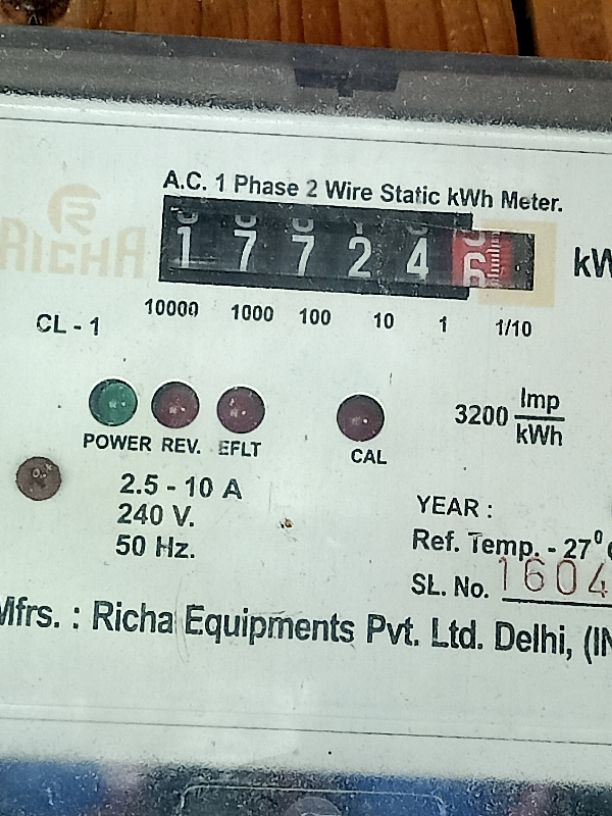 A.C. 1 Phase 2 Wire Static kWh Meter.
RICHA
1 7 7 2 4 6
10000 1000 100 10 1 1/10
CL - 1
3200 Imp/kWh
POWER REV. EFLT CAL
2.5 - 10 A
240 V.
50 Hz.
YEAR :
Ref. Temp. - 27⁰
SL. No. 1604
Mfrs. : Richa Equipments Pvt. Ltd. Delhi,